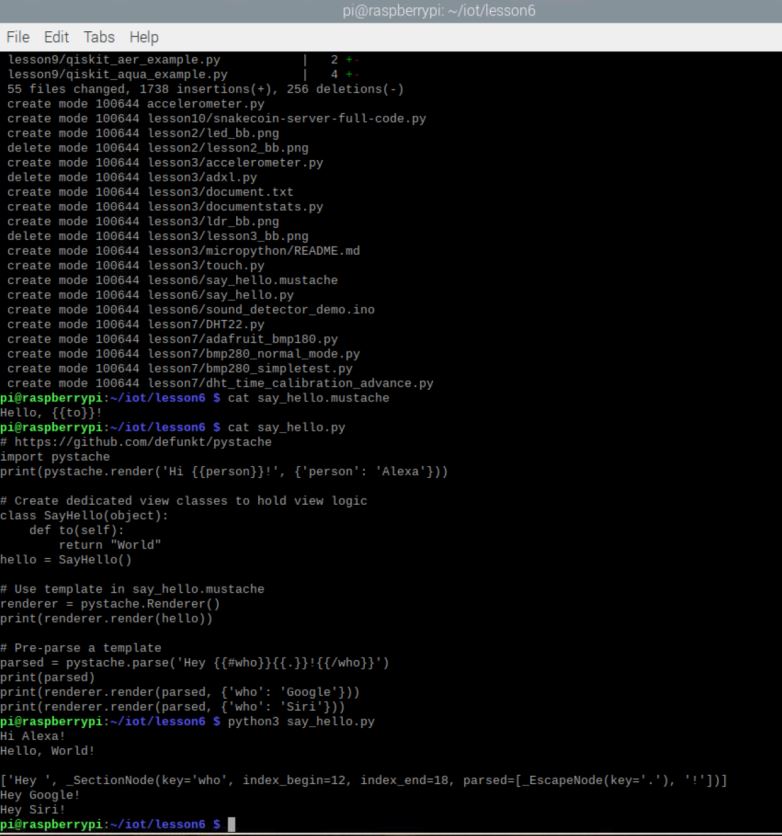 pi@raspberrypi: ~/iot/lesson6
File Edit Tabs Help
lesson9/qiskit_aer_example.py | 2 +-
lesson9/qiskit_aqua_example.py | 4 +-
55 files changed, 1738 insertions(+), 256 deletions(-)
create mode 100644 accelerometer.py
create mode 100644 lesson10/snakecoin-server-full-code.py
create mode 100644 lesson2/led_bb.png
delete mode 100644 lesson2/lesson2_bb.png
create mode 100644 lesson3/accelerometer.py
create mode 100644 lesson3/adxl.py
create mode 100644 lesson3/document.txt
create mode 100644 lesson3/documentstats.py
create mode 100644 lesson3/ldr_bb.png
delete mode 100644 lesson3/lesson3_bb.png
create mode 100644 lesson3/micropython/README.md
create mode 100644 lesson3/touch.py
create mode 100644 lesson6/say_hello.mustache
create mode 100644 lesson6/say_hello.py
create mode 100644 lesson6/sound_detector_demo.ino
create mode 100644 lesson7/DHT22.py
create mode 100644 lesson7/adafruit_bmp180.py
create mode 100644 lesson7/bmp280_normal_mode.py
create mode 100644 lesson7/bmp280_simpletest.py
create mode 100644 lesson7/dht_time_calibration_advance.py
pi@raspberrypi:~/iot/lesson6 $ cat say_hello.mustache
Hello, {{to}}!
pi@raspberrypi:~/iot/lesson6 $ cat say_hello.py
# https://github.com/defunkt/pystache
import pystache
print(pystache.render('Hi {{person}}!', {'person': 'Alexa'}))
# Create dedicated view classes to hold view logic
class SayHello(object):
    def to(self):
        return "World"
hello = SayHello()
# Use template in say_hello.mustache
renderer = pystache.Renderer()
print(renderer.render(hello))
# Pre-parse a template
parsed = pystache.parse('Hey {{#who}}{{.}}!{{/who}}')
print(parsed)
print(renderer.render(parsed, {'who': 'Google'}))
print(renderer.render(parsed, {'who': 'Siri'}))
pi@raspberrypi:~/iot/lesson6 $ python3 say_hello.py
Hi Alexa!
Hello, World!
['Hey ', _SectionNode(key='who', index_begin=12, index_end=18, parsed=[_EscapeNode(key='.'), '!'])]
Hey Google!
Hey Siri!
pi@raspberrypi:~/iot/lesson6 $